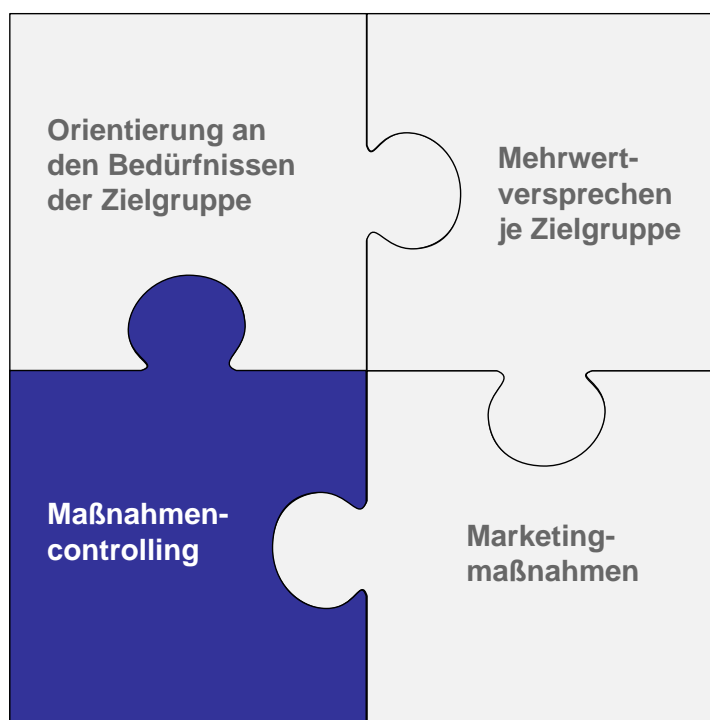 Orientierung an
den Bedürfnissen
der Zielgruppe
Mehrwert-
versprechen
je Zielgruppe
Maßnahmen-
controlling
Marketing-
maßnahmen